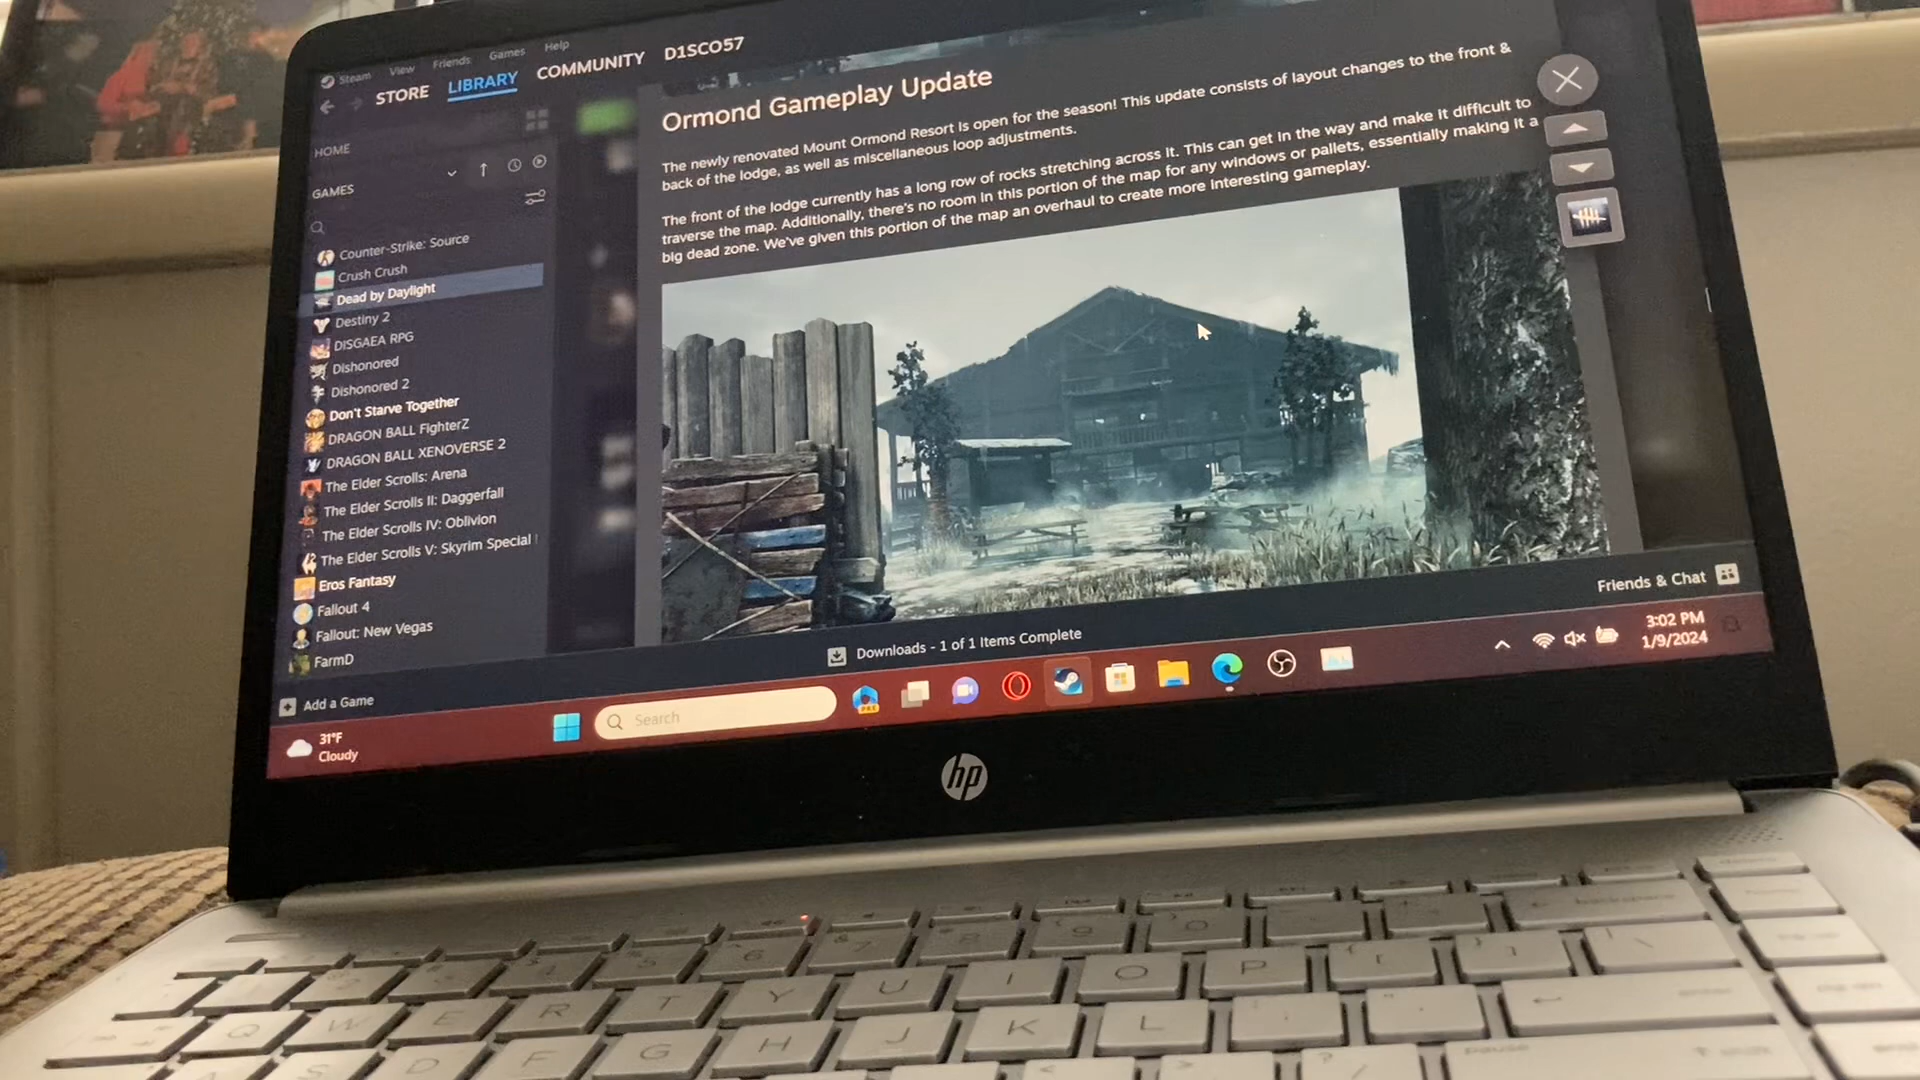 Steam View Friends Games Help
STORE LIBRARY COMMUNITY D1SCO57
HOME
GAMES
Counter-Strike: Source
Crush Crush
Dead by Daylight
Destiny 2
DISGAEA RPG
Dishonored
Dishonored 2
Don't Starve Together
DRAGON BALL FighterZ
DRAGON BALL XENOVERSE 2
The Elder Scrolls: Arena
The Elder Scrolls II: Daggerfall
The Elder Scrolls IV: Oblivion
The Elder Scrolls V: Skyrim Special
Eros Fantasy
Fallout 4
Fallout: New Vegas
FarmD
Add a Game
Ormond Gameplay Update
The newly renovated Mount Ormond Resort is open for the season! This update consists of layout changes to the front &
back of the lodge, as well as miscellaneous loop adjustments.
The front of the lodge currently has a long row of rocks stretching across it. This can get in the way and make it difficult to
traverse the map. Additionally, there's no room in this portion of the map for any windows or pallets, essentially making it a
big dead zone. We've given this portion of the map an overhaul to create more interesting gameplay.
Friends & Chat
Downloads - 1 of 1 Items Complete
31°F
Cloudy
Search
PRE
3:02 PM
1/9/2024
hp
6 7 8 9 0
Q W E R T Y U I O P
D F G H J K L
pause